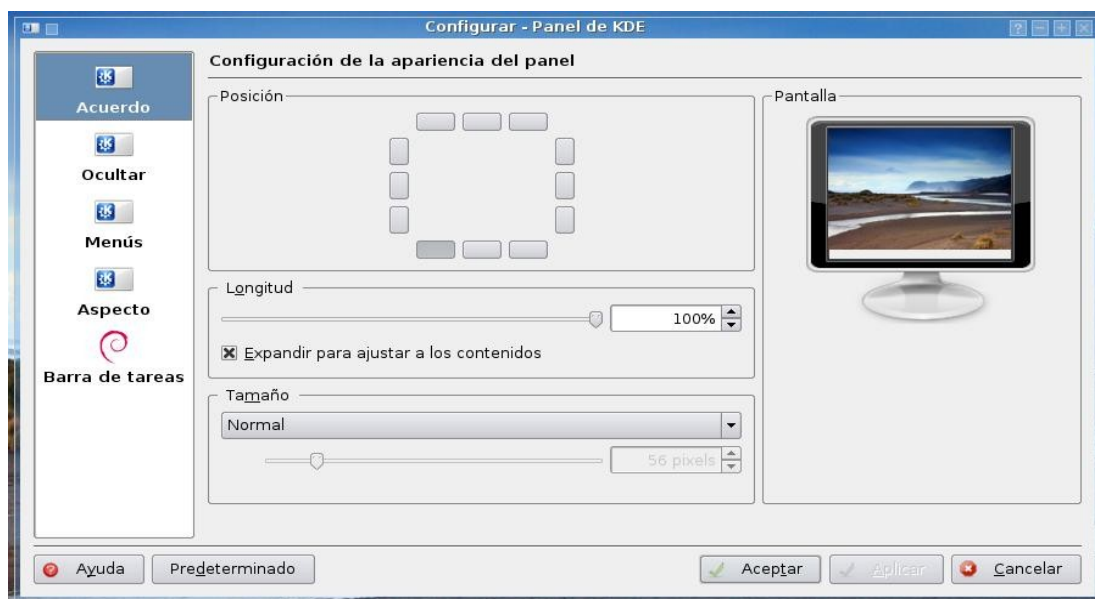 Configurar - Panel de KDE
Acuerdo
Ocultar
Menús
Aspecto
Barra de tareas
Configuración de la apariencia del panel
Posición
Pantalla
Longitud
100%
Expandir para ajustar a los contenidos
Tamaño
Normal
56 pixels
Ayuda
Predeterminado
Aceptar
Aplicar
Cancelar